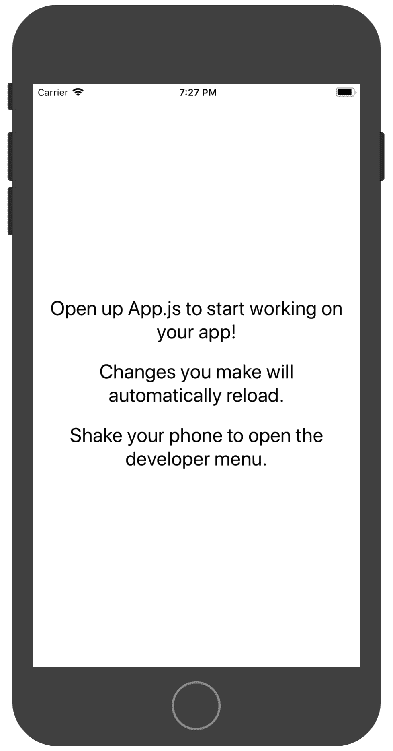 Carrier 7:27 PM
Open up App.js to start working on
your app!
Changes you make will
automatically reload.
Shake your phone to open the
developer menu.